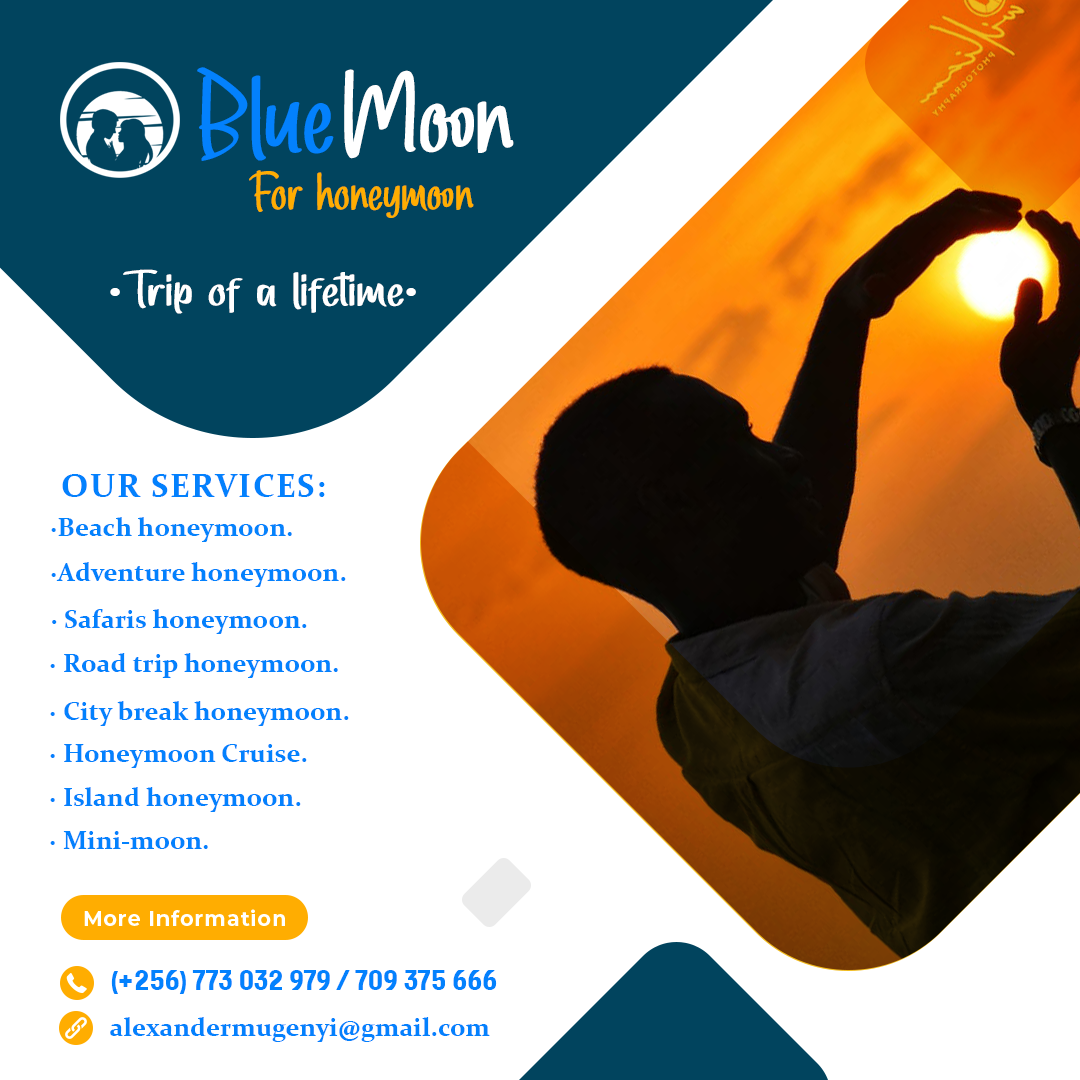 BlueMoon
For honeymoon
•Trip of a lifetime•
OUR SERVICES:
·Beach honeymoon.
·Adventure honeymoon.
· Safaris honeymoon.
· Road trip honeymoon.
· City break honeymoon.
· Honeymoon Cruise.
· Island honeymoon.
· Mini-moon.
More Information
(+256) 773 032 979 / 709 375 666
alexandermugenyi@gmail.com
PHOTOGRAPHY